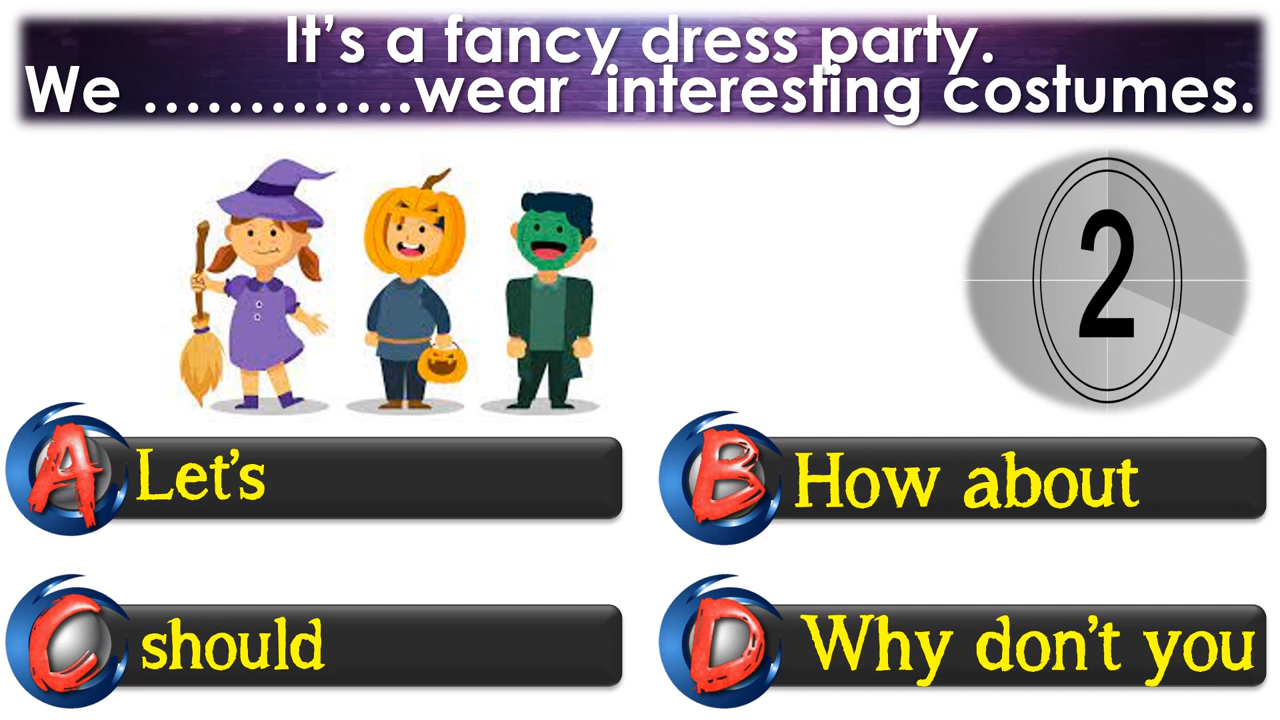 It's a fancy dress party.
We .............wear interesting costumes.
2
A Let's
B How about
C should
D Why don't you